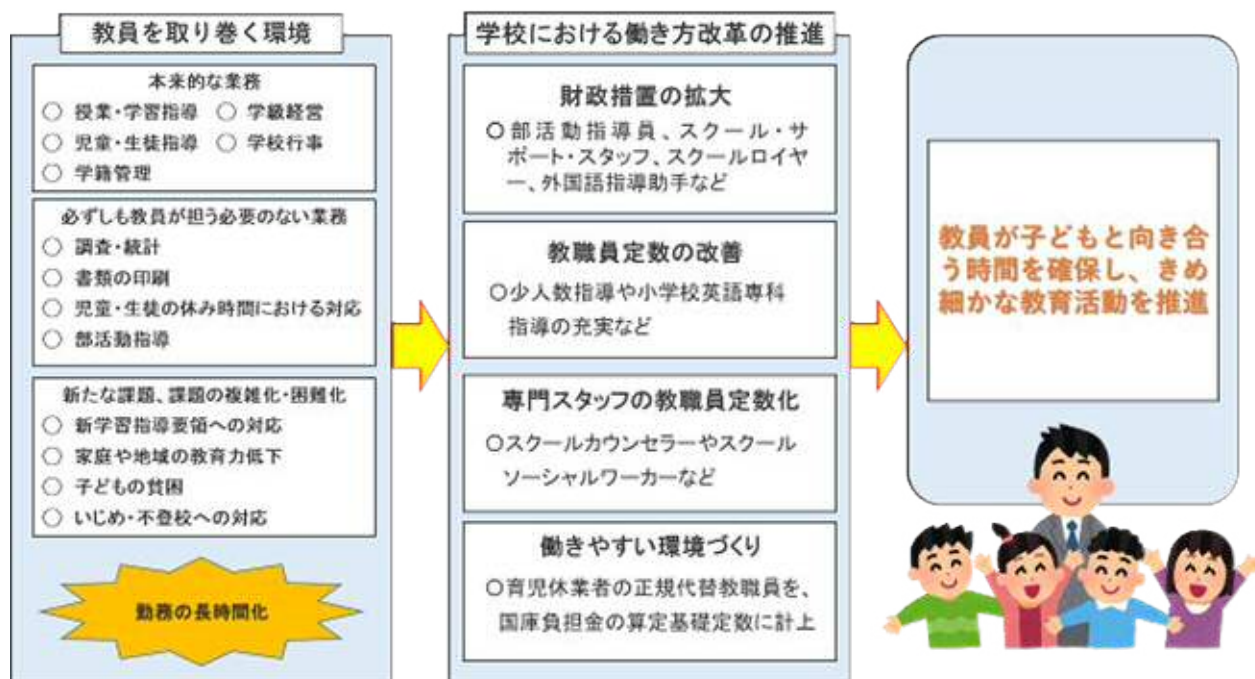 教員を取り巻く環境
本来的な業務
○ 授業・学習指導 ○ 学級経営
○ 児童・生徒指導 ○ 学校行事
○ 学籍管理
必ずしも教員が担う必要のない業務
○ 調査・統計
○ 書類の印刷
○ 児童・生徒の休み時間における対応
○ 部活動指導
新たな課題、課題の複雑化・困難化
○ 新学習指導要領への対応
○ 家庭や地域の教育力低下
○ 子どもの貧困
○ いじめ・不登校への対応
勤務の長時間化
学校における働き方改革の推進
財政措置の拡大
○部活動指導員、スクール・サ
ポート・スタッフ、スクールロイヤ
ー、外国語指導助手など
教職員定数の改善
○少人数指導や小学校英語専科
指導の充実など
専門スタッフの教職員定数化
○スクールカウンセラーやスクール
ソーシャルワーカーなど
働きやすい環境づくり
○育児休業者の正規代替教職員を、
国庫負担金の算定基礎定数に計上
教員が子どもと向き合
う時間を確保し、きめ
細かな教育活動を推進